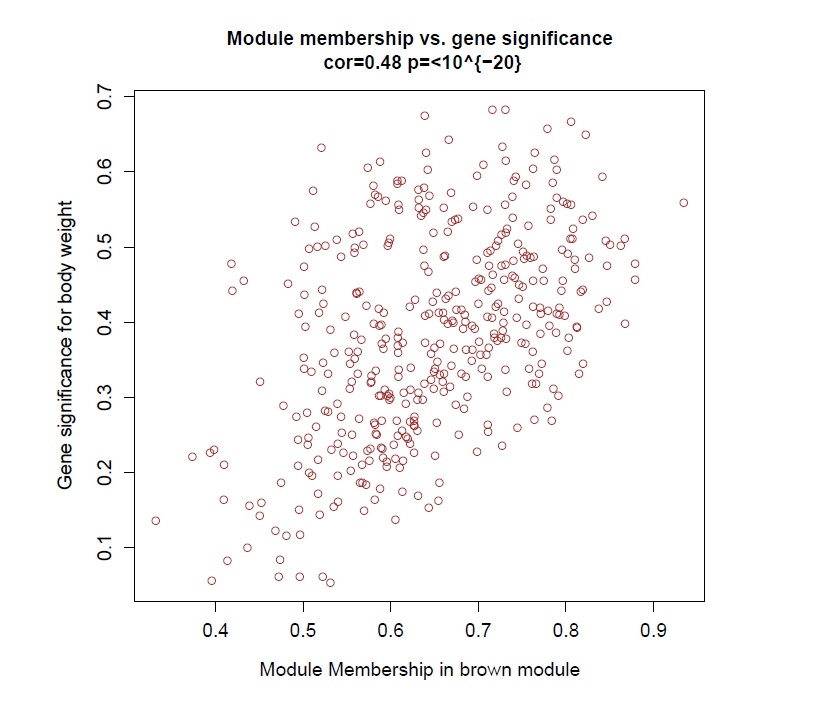 Module membership vs. gene significance
cor=0.48 p=<10^{−20}
Gene significance for body weight
0.7
0.6
0.5
0.4
0.3
0.2
0.1
0.4 0.5 0.6 0.7 0.8 0.9
Module Membership in brown module